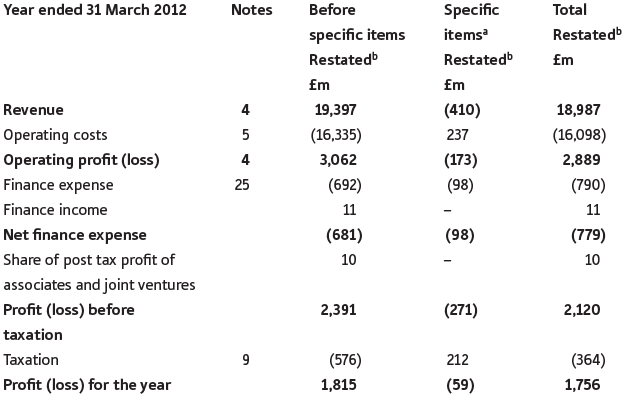 Year ended 31 March 2012 Notes Before Specific Total
specific items itemsᵃ Restatedᵇ
Restatedᵇ Restatedᵇ £m
£m £m
Revenue 4 19,397 (410) 18,987
Operating costs 5 (16,335) 237 (16,098)
Operating profit (loss) 4 3,062 (173) 2,889
Finance expense 25 (692) (98) (790)
Finance income 11 – 11
Net finance expense (681) (98) (779)
Share of post tax profit of 10 – 10
associates and joint ventures
Profit (loss) before 2,391 (271) 2,120
taxation
Taxation 9 (576) 212 (364)
Profit (loss) for the year 1,815 (59) 1,756